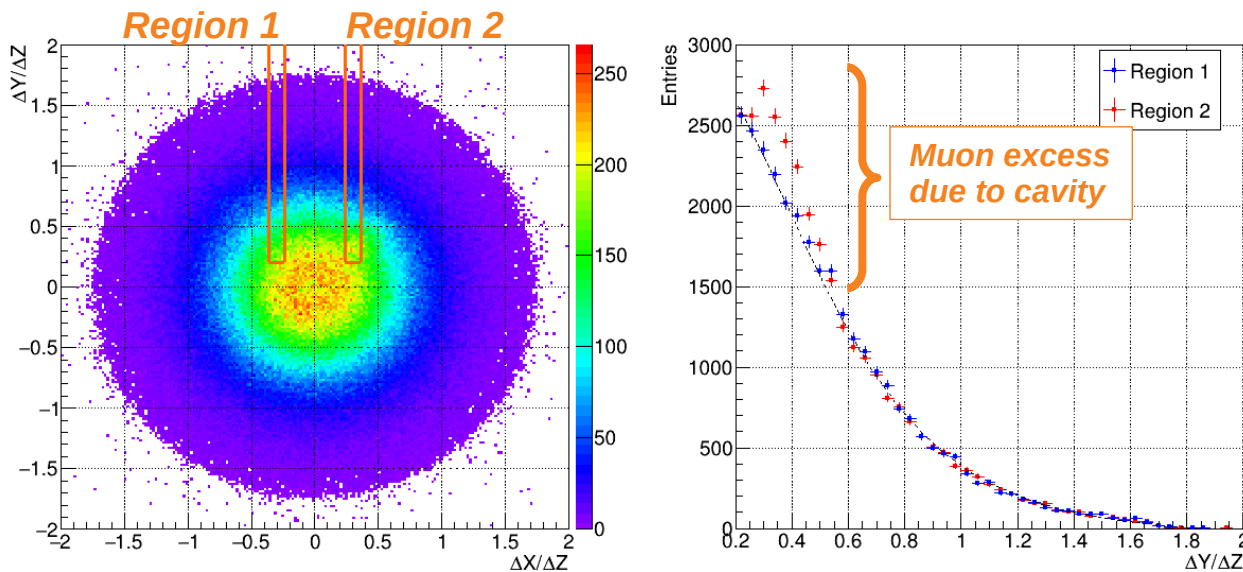 Region 1 Region 2
ΔY/ΔZ
2
1.5
1
0.5
0
−0.5
−1
−1.5
−2
−2 −1.5 −1 −0.5 0 0.5 1 1.5 2
ΔX/ΔZ
250
200
150
100
50
0
Entries
3000
2500
2000
1500
1000
500
0
Region 1
Region 2
Muon excess
due to cavity
0.2 0.4 0.6 0.8 1 1.2 1.4 1.6 1.8 2
ΔY/ΔZ